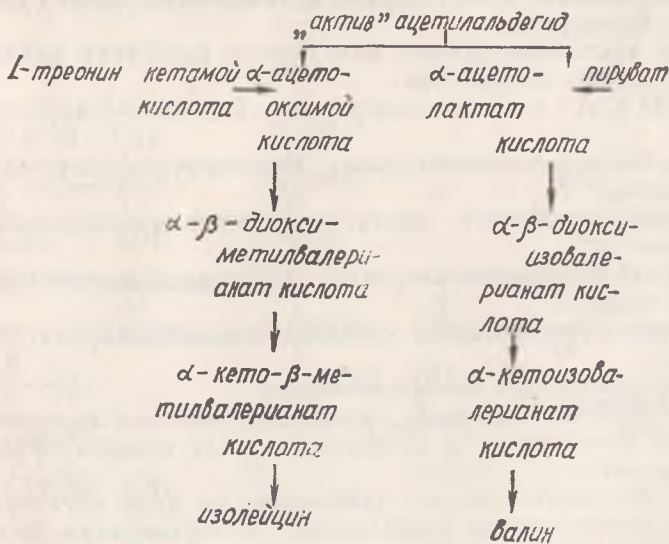 „актив” ацетилальдегид
L-треонин кетамой α-ацето- α-ацето- пируват
кислота оксимой лактат
кислота кислота
α-β-диокси- α-β-диокси-
метилвалери- изовале-
анат кислота рианат кис-
лота
α-кето-β-ме- α-кетоизова-
тилвалерианат лерианат
кислота кислота
изолейцин валин